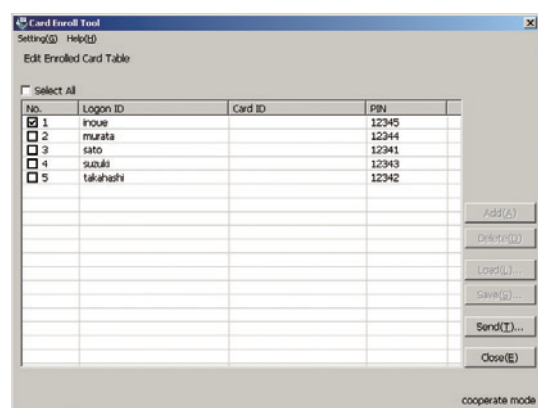 Card Enroll Tool
Setting(G) Help(H)
Edit Enrolled Card Table
Select All
No. Logon ID Card ID PIN
1 inoue 12345
2 murata 12344
3 sato 12341
4 suzuki 12343
5 takahashi 12342
Add(A)
Delete(D)
Load(L)...
Save(S)...
Send(T)...
Close(E)
cooperate mode